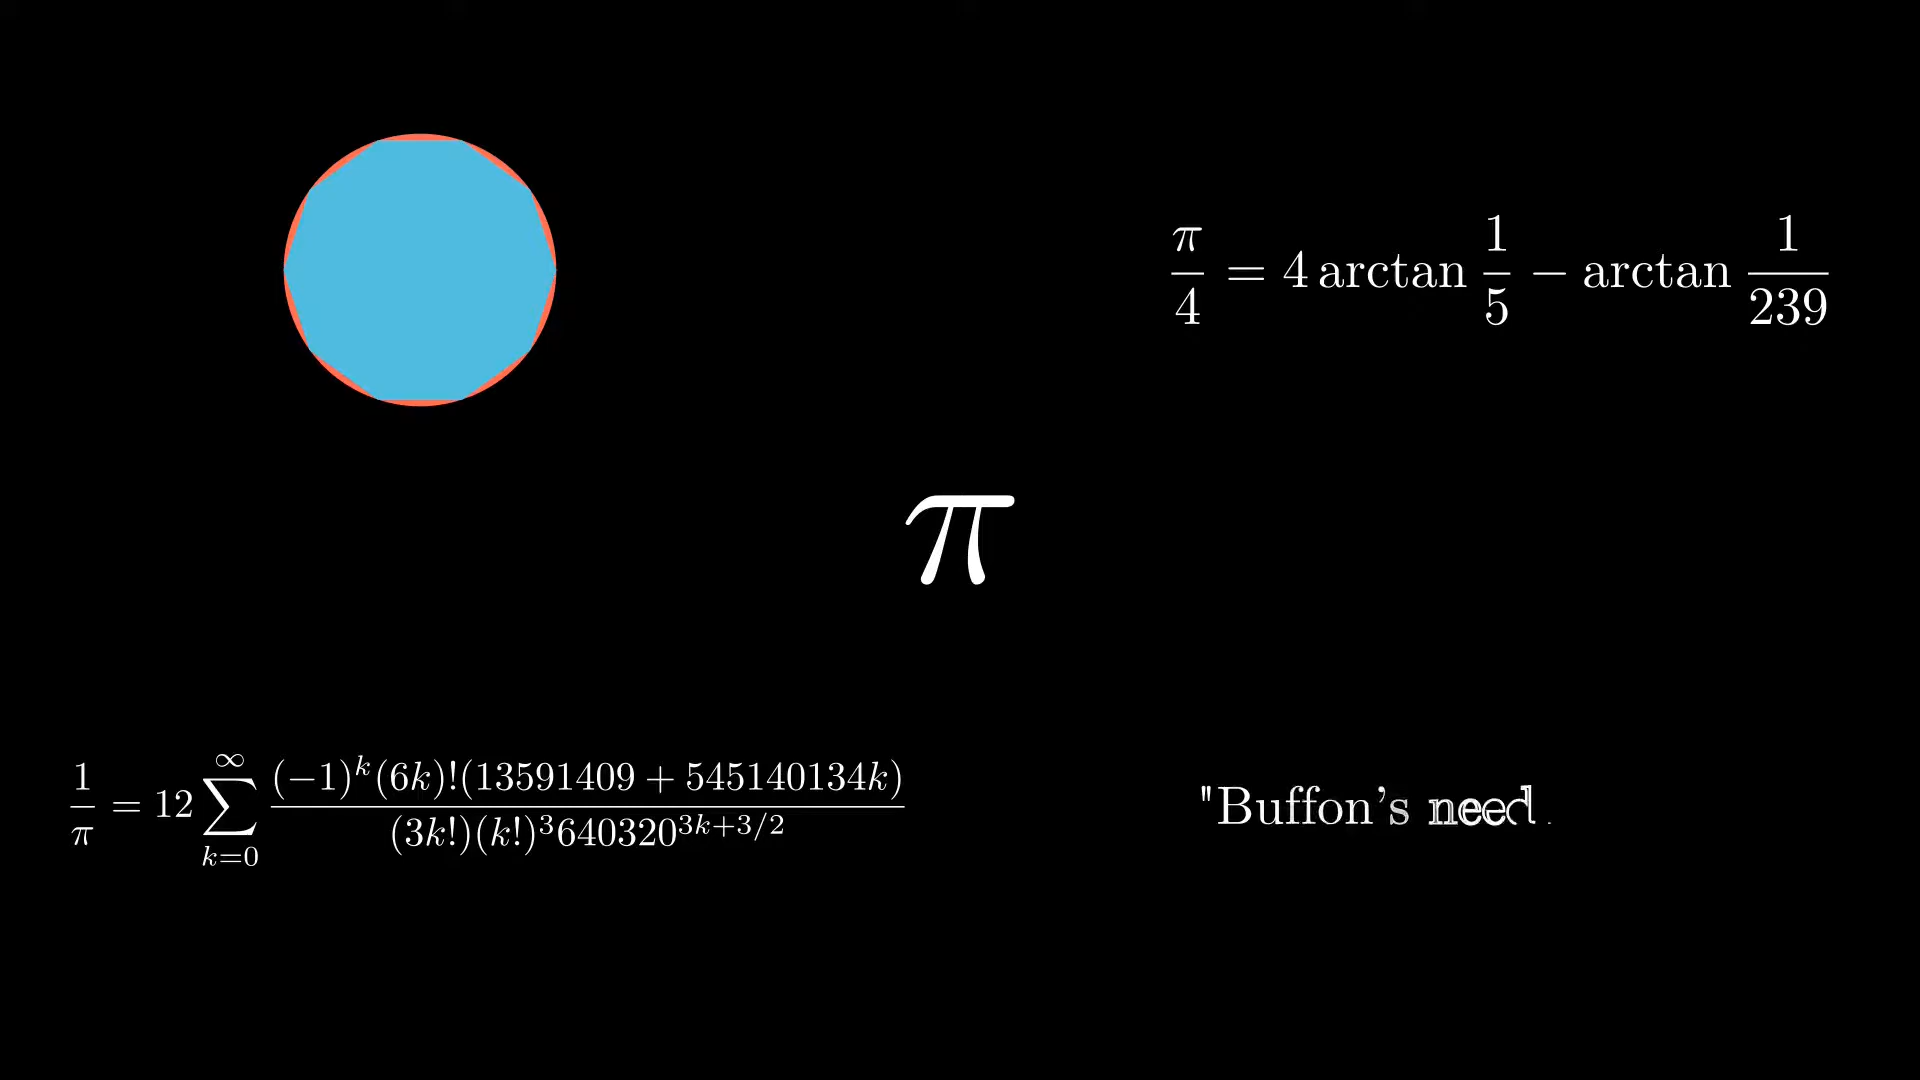 π/4 = 4 arctan 1/5 − arctan 1/239
π
1/π = 12 ∑_{k=0}^{∞} (−1)^k(6k)!(13591409 + 545140134k) / (3k!)(k!)^3 640320^{3k+3/2}
"Buffon's need